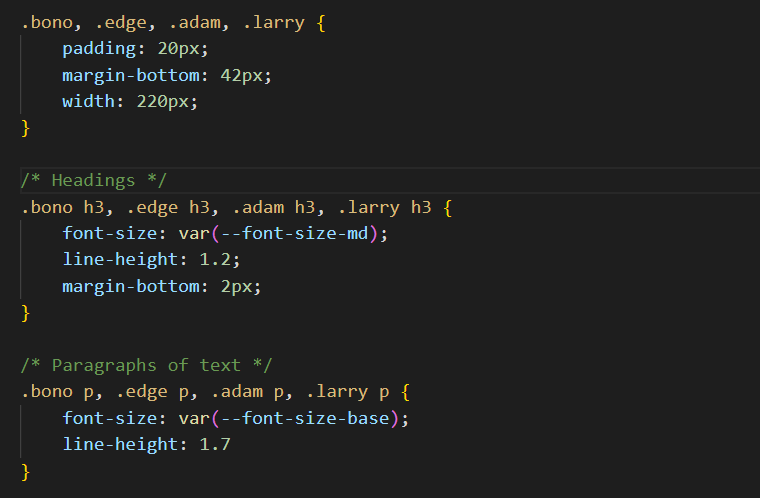 .bono, .edge, .adam, .larry {
    padding: 20px;
    margin-bottom: 42px;
    width: 220px;
}

/* Headings */
.bono h3, .edge h3, .adam h3, .larry h3 {
    font-size: var(--font-size-md);
    line-height: 1.2;
    margin-bottom: 2px;
}

/* Paragraphs of text */
.bono p, .edge p, .adam p, .larry p {
    font-size: var(--font-size-base);
    line-height: 1.7
}